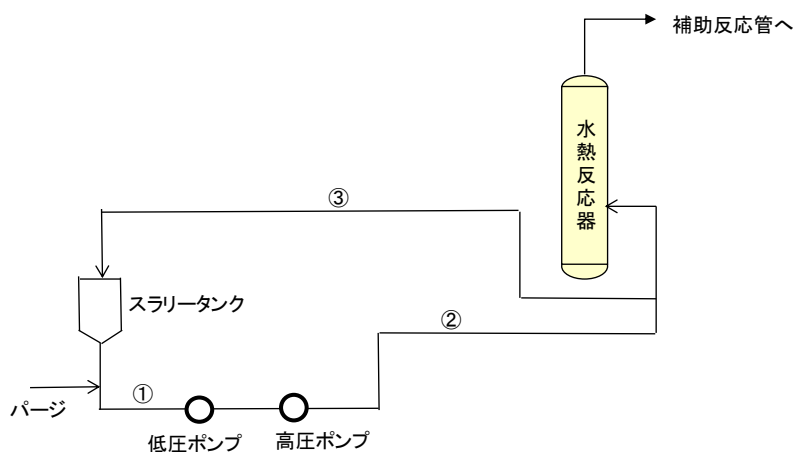 補助反応管へ
水熱反応器
③
スラリータンク
②
①
パージ
低圧ポンプ
高圧ポンプ